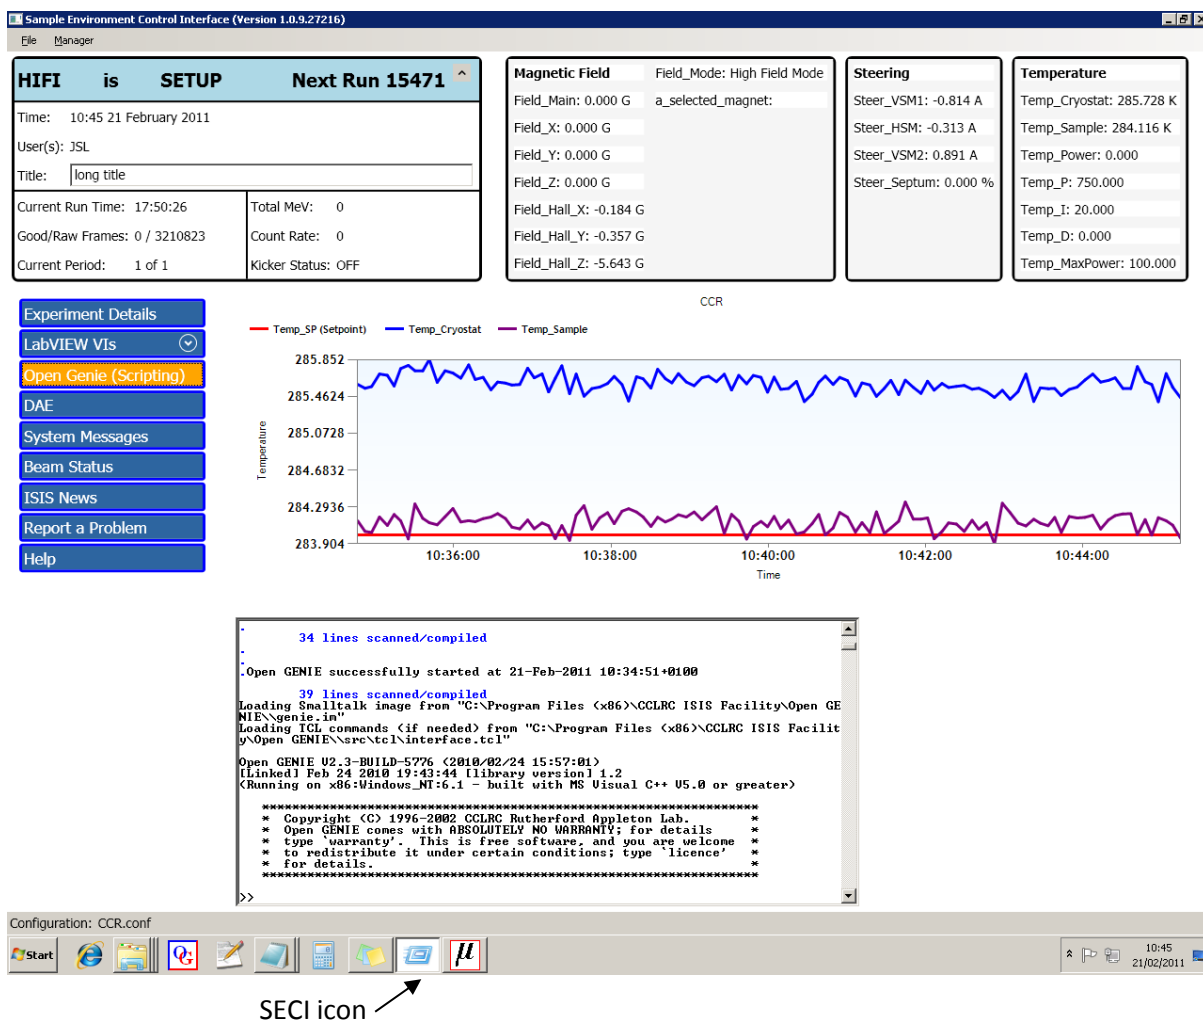 Sample Environment Control Interface (Version 1.0.9.27216)
File Manager
HIFI is SETUP Next Run 15471
Time: 10:45 21 February 2011
User(s): JSL
Title: long title
Current Run Time: 17:50:26 Total MeV: 0
Good/Raw Frames: 0 / 3210823 Count Rate: 0
Current Period: 1 of 1 Kicker Status: OFF
Magnetic Field Field_Mode: High Field Mode
Field_Main: 0.000 G a_selected_magnet:
Field_X: 0.000 G
Field_Y: 0.000 G
Field_Z: 0.000 G
Field_Hall_X: -0.184 G
Field_Hall_Y: -0.357 G
Field_Hall_Z: -5.643 G
Steering
Steer_VSM1: -0.814 A
Steer_HSM: -0.313 A
Steer_VSM2: 0.891 A
Steer_Septum: 0.000 %
Temperature
Temp_Cryostat: 285.728 K
Temp_Sample: 284.116 K
Temp_Power: 0.000
Temp_P: 750.000
Temp_I: 20.000
Temp_D: 0.000
Temp_MaxPower: 100.000
Experiment Details
LabVIEW VIs
Open Genie (Scripting)
DAE
System Messages
Beam Status
ISIS News
Report a Problem
Help
CCR
Temp_SP (Setpoint) Temp_Cryostat Temp_Sample
285.852
285.4624
285.0728
284.6832
284.2936
283.904
Temperature
10:36:00 10:38:00 10:40:00 10:42:00 10:44:00
Time
.
34 lines scanned/compiled
.
.
.Open GENIE successfully started at 21-Feb-2011 10:34:51+0100
39 lines scanned/compiled
Loading Smalltalk image from "C:\Program Files (x86)\CCLRC ISIS Facility\Open GE
NIE\\genie.im"
Loading TCL commands (if needed) from "C:\Program Files (x86)\CCLRC ISIS Facilit
y\Open GENIE\\src\tcl\interface.tcl"
Open GENIE V2.3-BUILD-5776 (2010/02/24 15:57:01)
[Linked] Feb 24 2010 19:43:44 [library version] 1.2
(Running on x86:Windows_NT:6.1 - built with MS Visual C++ V5.0 or greater)
******************************************************************
* Copyright (C) 1996-2002 CCLRC Rutherford Appleton Lab. *
* Open GENIE comes with ABSOLUTELY NO WARRANTY; for details *
* type `warranty'. This is free software, and you are welcome *
* to redistribute it under certain conditions; type `licence' *
* for details. *
******************************************************************
>>
Configuration: CCR.conf
Start OG μ 10:45
21/02/2011
SECI icon